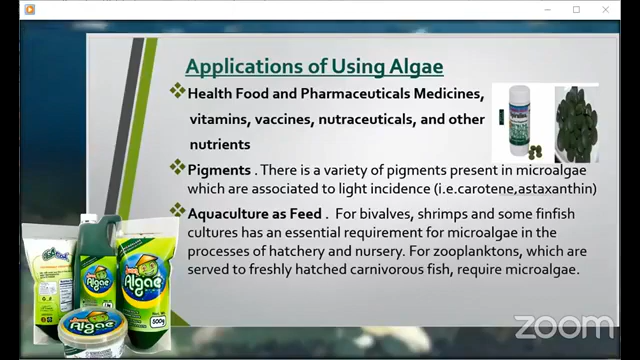 Applications of Using Algae
Health Food and Pharmaceuticals Medicines,
vitamins, vaccines, nutraceuticals, and other
nutrients
Pigments . There is a variety of pigments present in microalgae
which are associated to light incidence (i.e.carotene,astaxanthin)
Aquaculture as Feed . For bivalves, shrimps and some finfish
cultures has an essential requirement for microalgae in the
processes of hatchery and nursery. For zooplanktons, which are
served to freshly hatched carnivorous fish, require microalgae.
Algae
Algae
Algae
500g
zoom